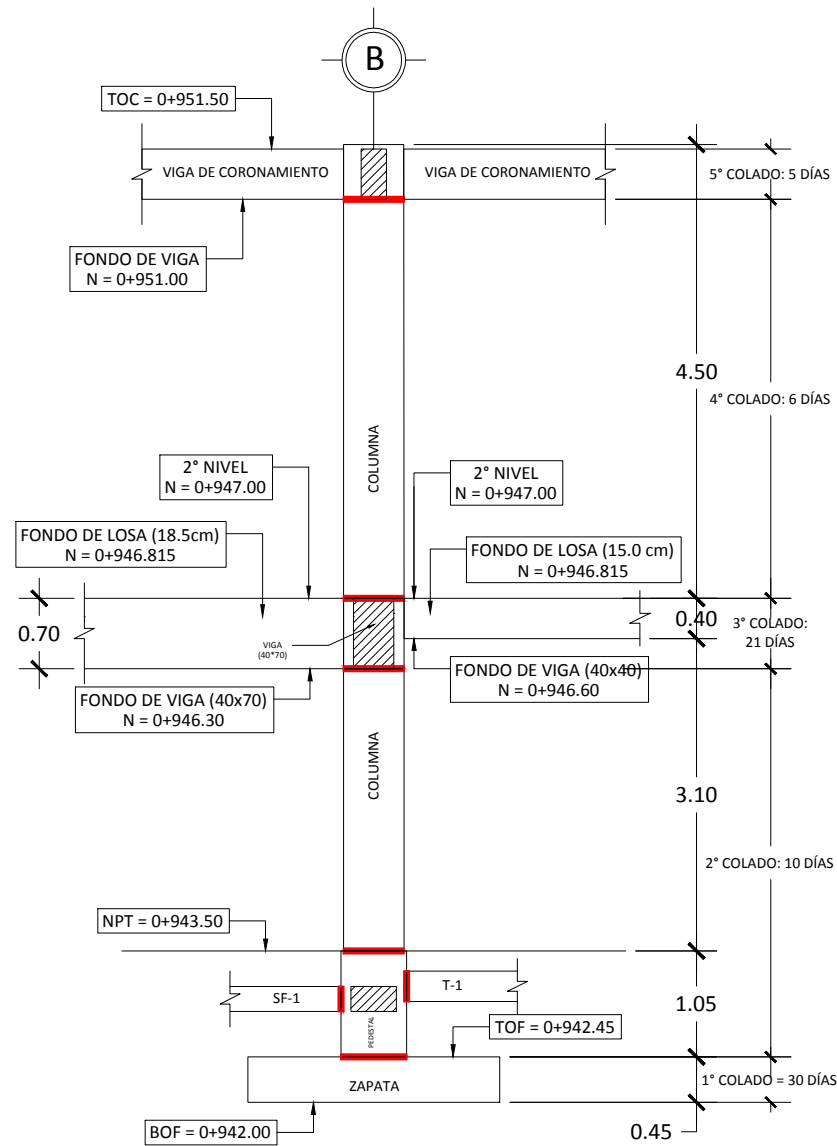 B
TOC = 0+951.50
VIGA DE CORONAMIENTO
VIGA DE CORONAMIENTO
5° COLADO: 5 DÍAS
FONDO DE VIGA
N = 0+951.00
4.50
4° COLADO: 6 DÍAS
COLUMNA
2° NIVEL
N = 0+947.00
2° NIVEL
N = 0+947.00
FONDO DE LOSA (18.5cm)
N = 0+946.815
FONDO DE LOSA (15.0 cm)
N = 0+946.815
0.70
VIGA
(40*70)
0.40
3° COLADO:
21 DÍAS
FONDO DE VIGA (40x70)
N = 0+946.30
FONDO DE VIGA (40x40)
N = 0+946.60
COLUMNA
3.10
2° COLADO: 10 DÍAS
NPT = 0+943.50
SF-1
T-1
PEDESTAL
1.05
TOF = 0+942.45
ZAPATA
1° COLADO = 30 DÍAS
BOF = 0+942.00
0.45